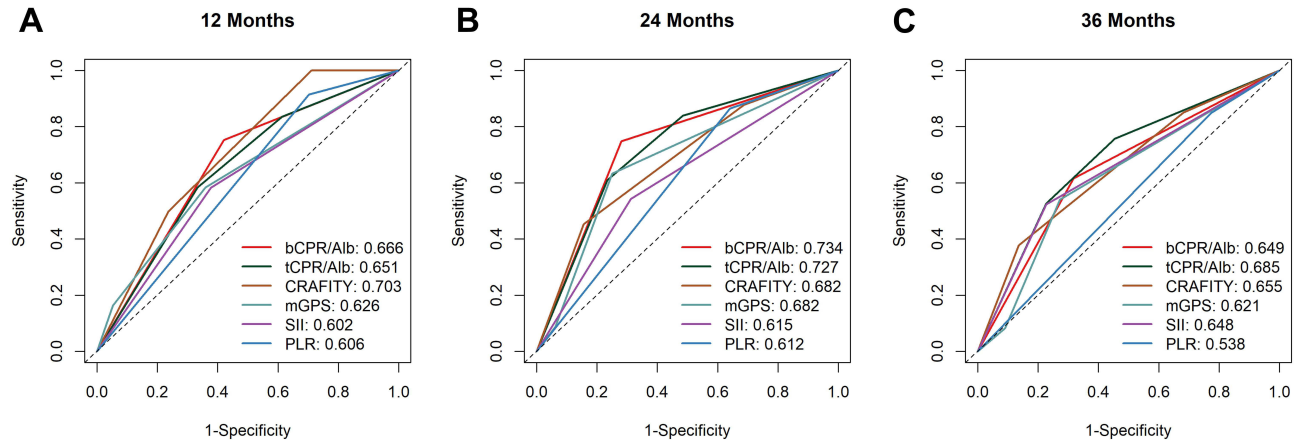 A
12 Months
Sensitivity
1.0
0.8
0.6
0.4
0.2
0.0
bCPR/Alb: 0.666
tCPR/Alb: 0.651
CRAFITY: 0.703
mGPS: 0.626
SII: 0.602
PLR: 0.606
0.0 0.2 0.4 0.6 0.8 1.0
1-Specificity
B
24 Months
Sensitivity
1.0
0.8
0.6
0.4
0.2
0.0
bCPR/Alb: 0.734
tCPR/Alb: 0.727
CRAFITY: 0.682
mGPS: 0.682
SII: 0.615
PLR: 0.612
0.0 0.2 0.4 0.6 0.8 1.0
1-Specificity
C
36 Months
Sensitivity
1.0
0.8
0.6
0.4
0.2
0.0
bCPR/Alb: 0.649
tCPR/Alb: 0.685
CRAFITY: 0.655
mGPS: 0.621
SII: 0.648
PLR: 0.538
0.0 0.2 0.4 0.6 0.8 1.0
1-Specificity